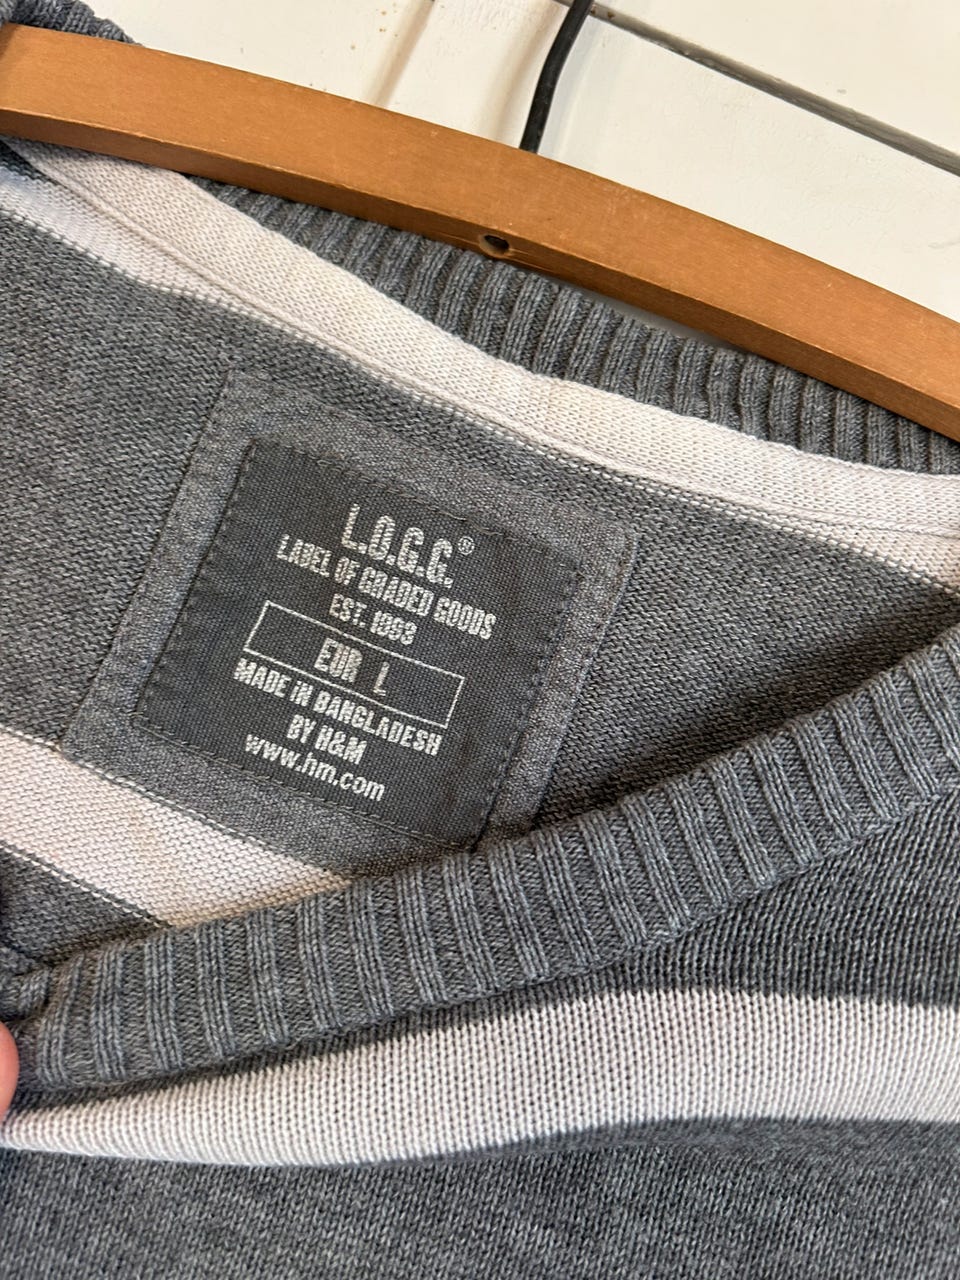 L.O.G.G.®
LABEL OF GRADED GOODS
EST. 1993
EUR L
MADE IN BANGLADESH
BY H&M
www.hm.com